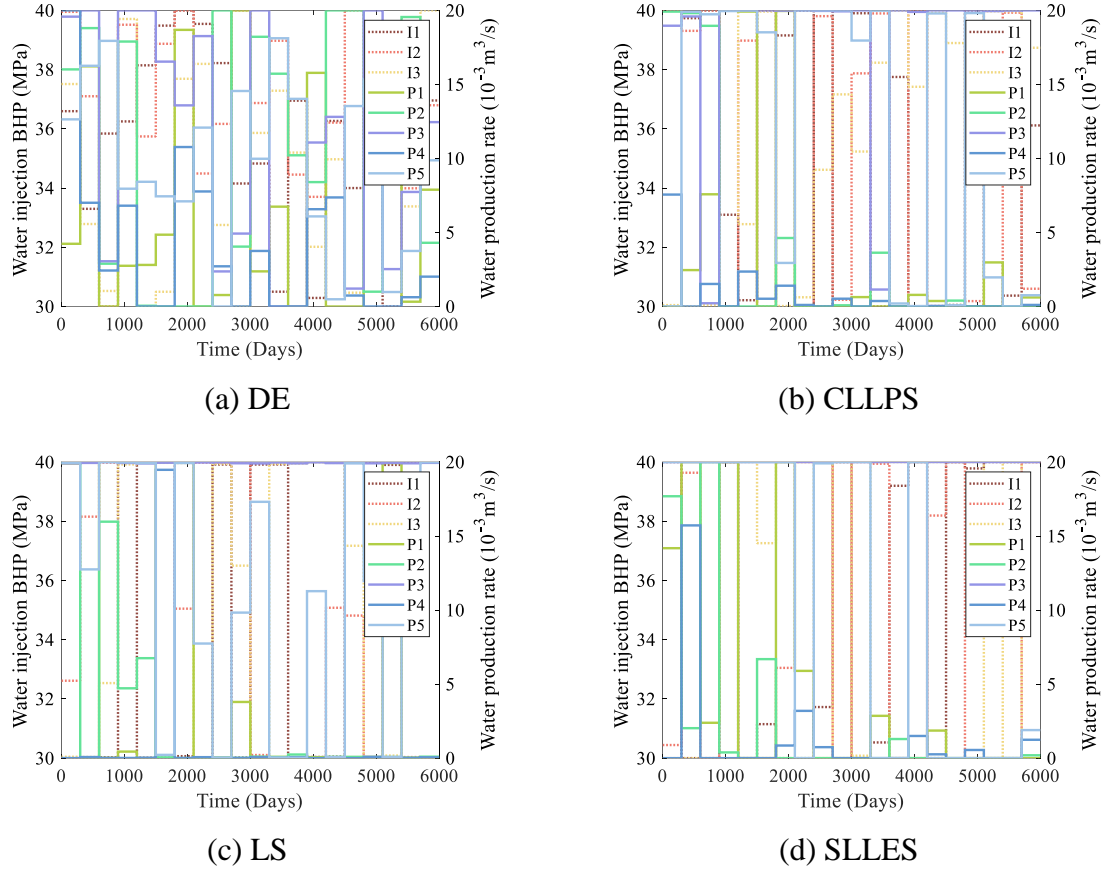 Water injection BHP (MPa)
40
38
36
34
32
30
0
1000
2000
3000
4000
5000
6000
Time (Days)
20
15
10
5
0
Water production rate (10⁻³m³/s)
I1
I2
I3
P1
P2
P3
P4
P5
(a) DE
Water injection BHP (MPa)
40
38
36
34
32
30
0
1000
2000
3000
4000
5000
6000
Time (Days)
20
15
10
5
0
Water production rate (10⁻³m³/s)
I1
I2
I3
P1
P2
P3
P4
P5
(b) CLLPS
Water injection BHP (MPa)
40
38
36
34
32
30
0
1000
2000
3000
4000
5000
6000
Time (Days)
20
15
10
5
0
Water production rate (10⁻³m³/s)
I1
I2
I3
P1
P2
P3
P4
P5
(c) LS
Water injection BHP (MPa)
40
38
36
34
32
30
0
1000
2000
3000
4000
5000
6000
Time (Days)
20
15
10
5
0
Water production rate (10⁻³m³/s)
I1
I2
I3
P1
P2
P3
P4
P5
(d) SLLES